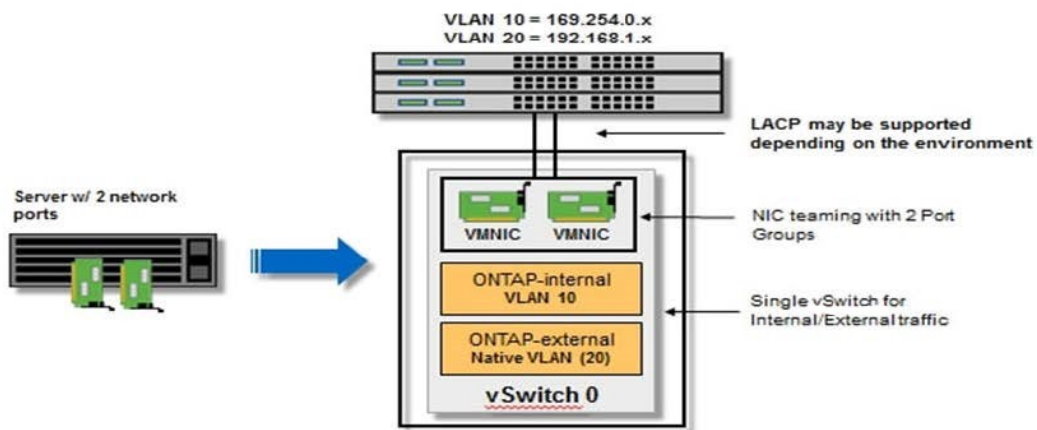 VLAN 10 = 169.254.0.x
VLAN 20 = 192.168.1.x
LACP may be supported
depending on the environment
Server w/ 2 network
ports
VMNIC
VMNIC
NIC teaming with 2 Port
Groups
ONTAP-internal
VLAN 10
Single vSwitch for
Internal/External traffic
ONTAP-external
Native VLAN (20)
vSwitch 0